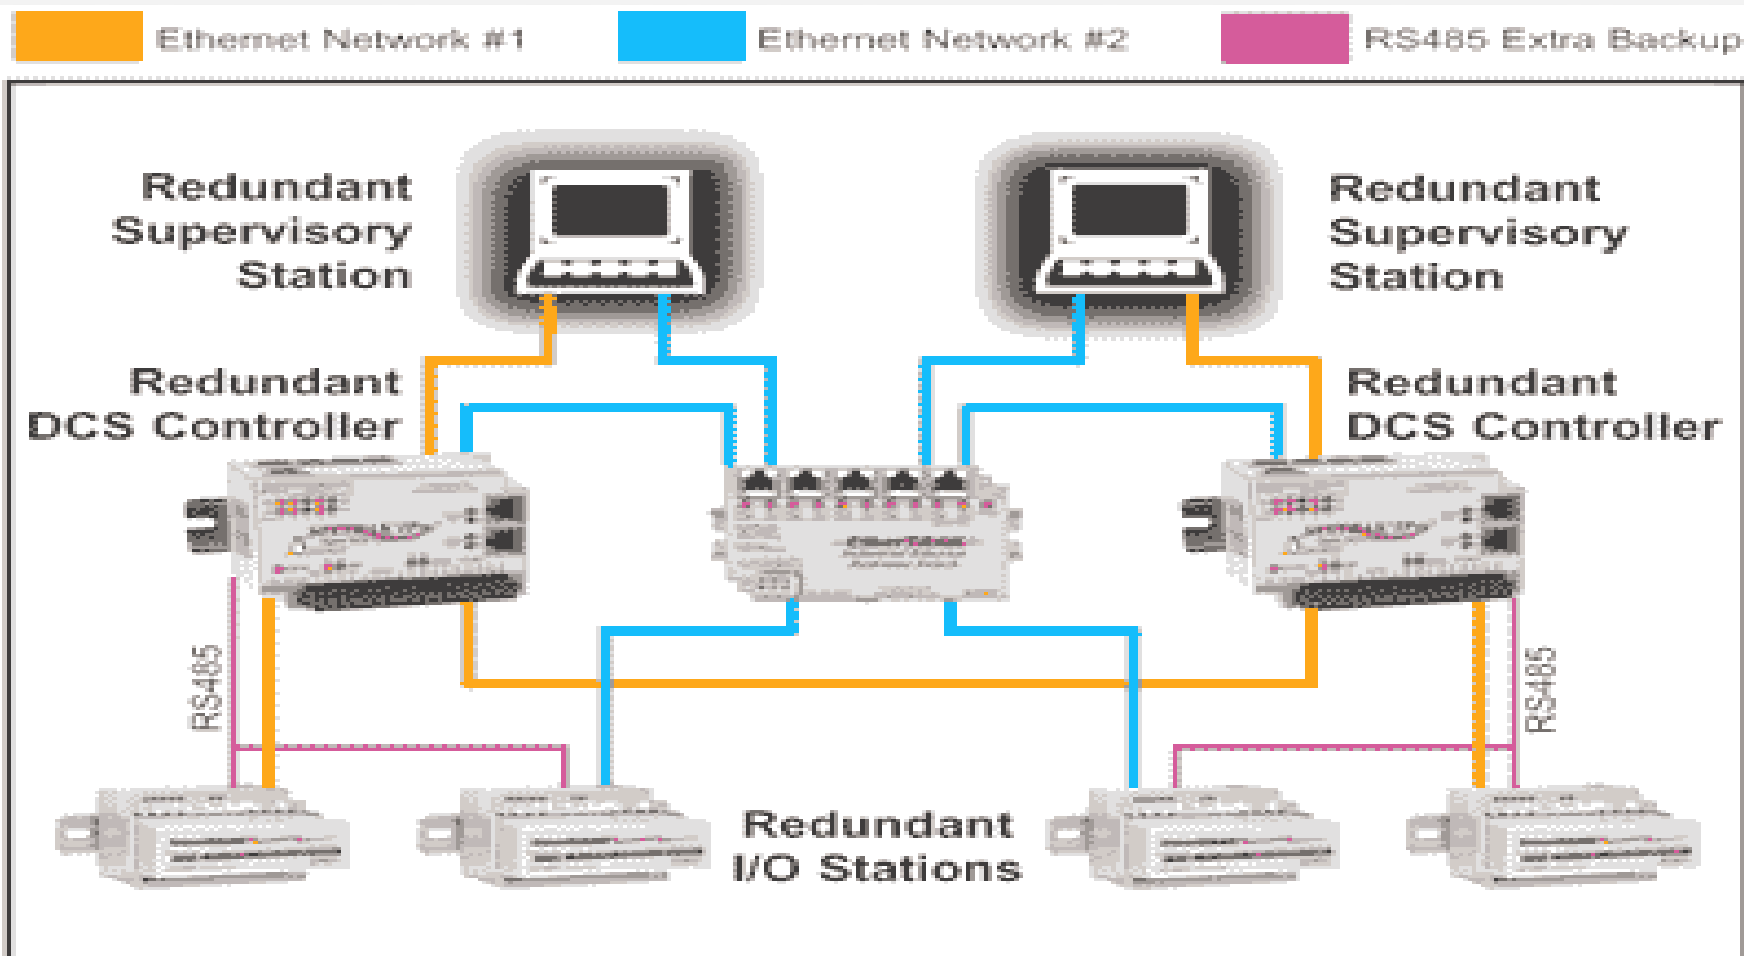 Ethernet Network #1
Ethernet Network #2
RS485 Extra Backup
Redundant
Supervisory
Station
Redundant
Supervisory
Station
Redundant
DCS Controller
Redundant
DCS Controller
RS485
RS485
Redundant
I/O Stations